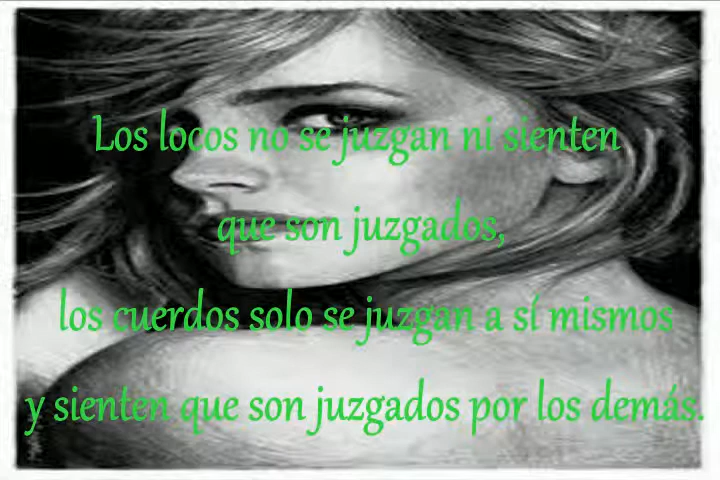 Los locos no se juzgan ni sienten
que son juzgados,
los cuerdos solo se juzgan a sí mismos
y sienten que son juzgados por los demás.